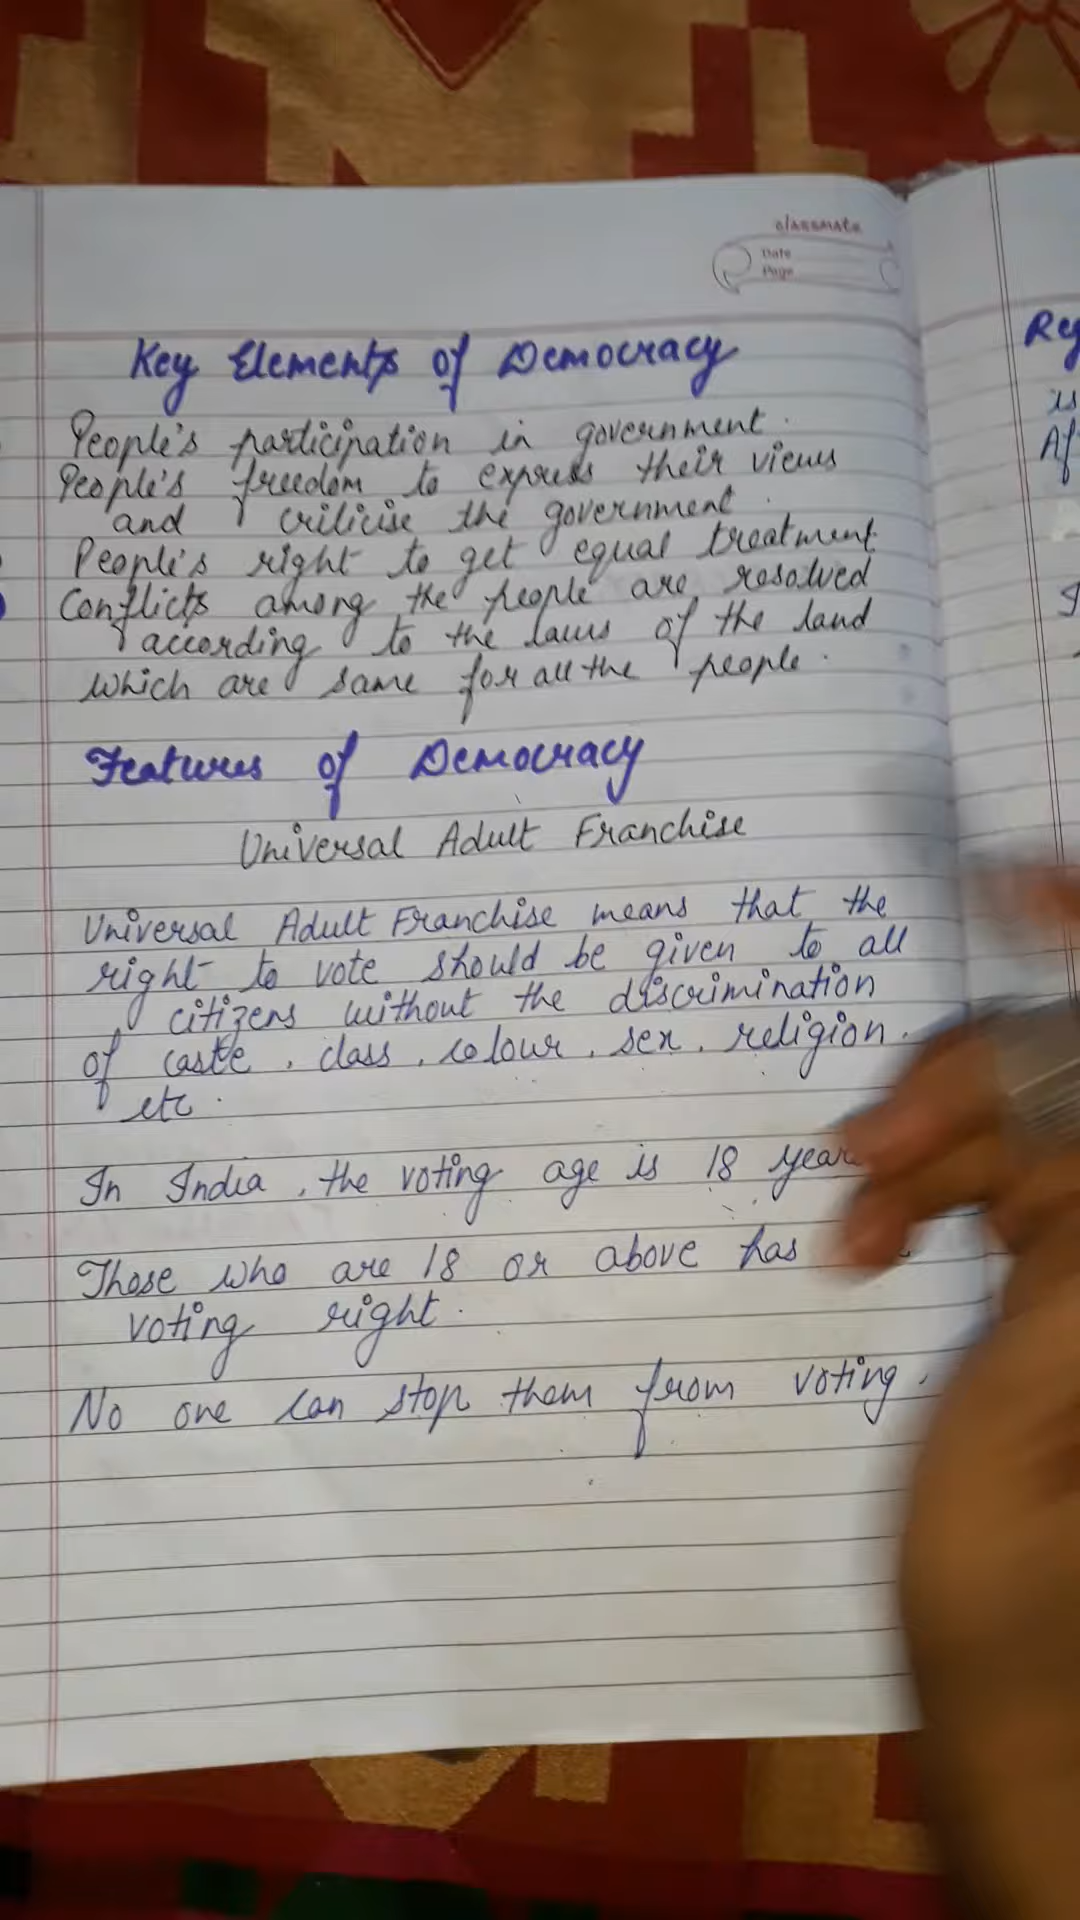 classmate
Date
Page
Key Elements of Democracy
People's participation in government.
People's freedom to express their views
and criticise the government.
People's right to get equal treatment
Conflicts among the people are resolved
according to the laws of the land
which are same for all the people.
Features of Democracy
Universal Adult Franchise
Universal Adult Franchise means that the
right to vote should be given to all
citizens without the discrimination
of caste, class, colour, sex, religion.
etc.
In India, the voting age is 18
Those who are 18 or above has
voting right.
No one can stop them from voting.
is